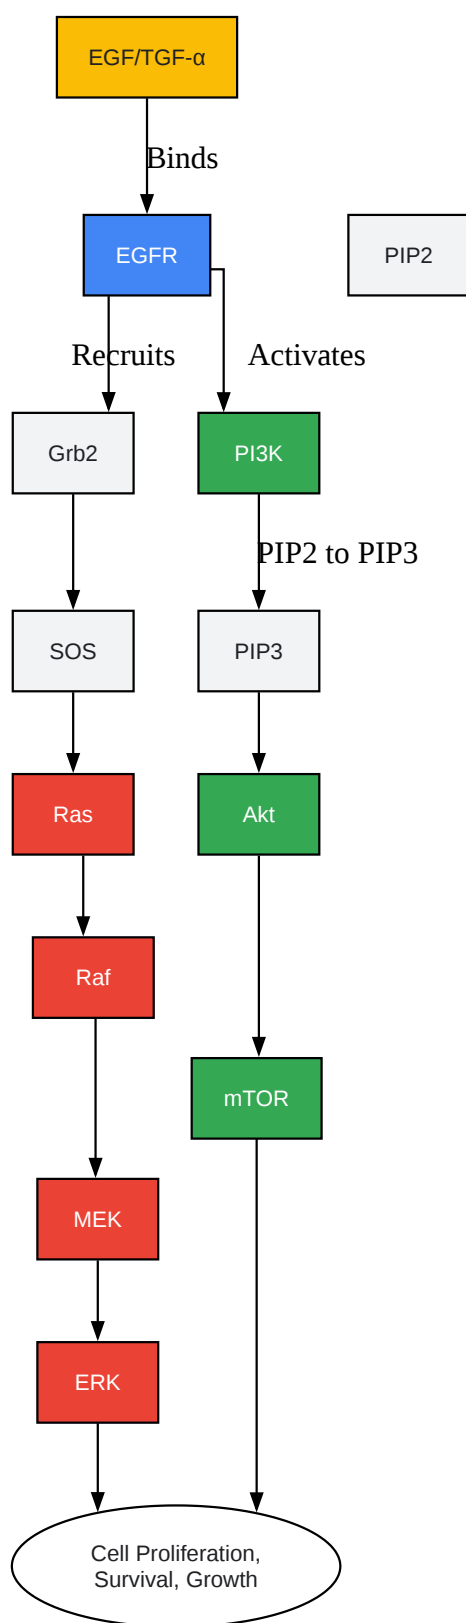 EGF/TGF-α
Binds
EGFR
PIP2
Recruits
Activates
Grb2
PI3K
PIP2 to PIP3
SOS
PIP3
Ras
Akt
Raf
mTOR
MEK
ERK
Cell Proliferation,
Survival, Growth